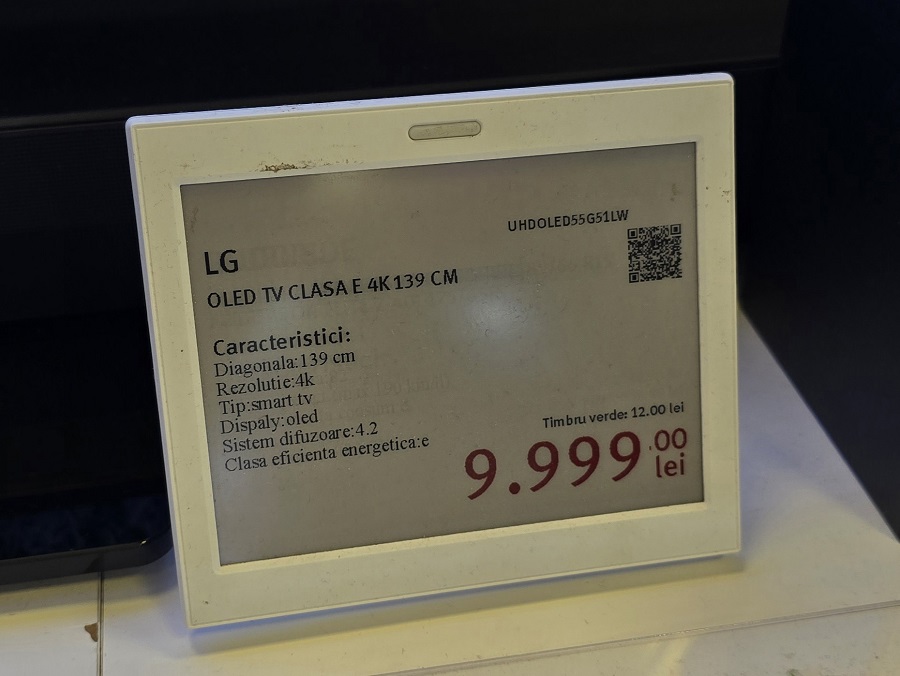 UHDOLED55G51LW
LG
OLED TV CLASA E 4K 139 CM
Caracteristici:
Diagonala:139 cm
Rezolutie:4k
Tip:smart tv
Dispaly:oled
Sistem difuzoare:4.2
Clasa eficienta energetica:e
Timbru verde: 12.00 lei
9.999.00 lei